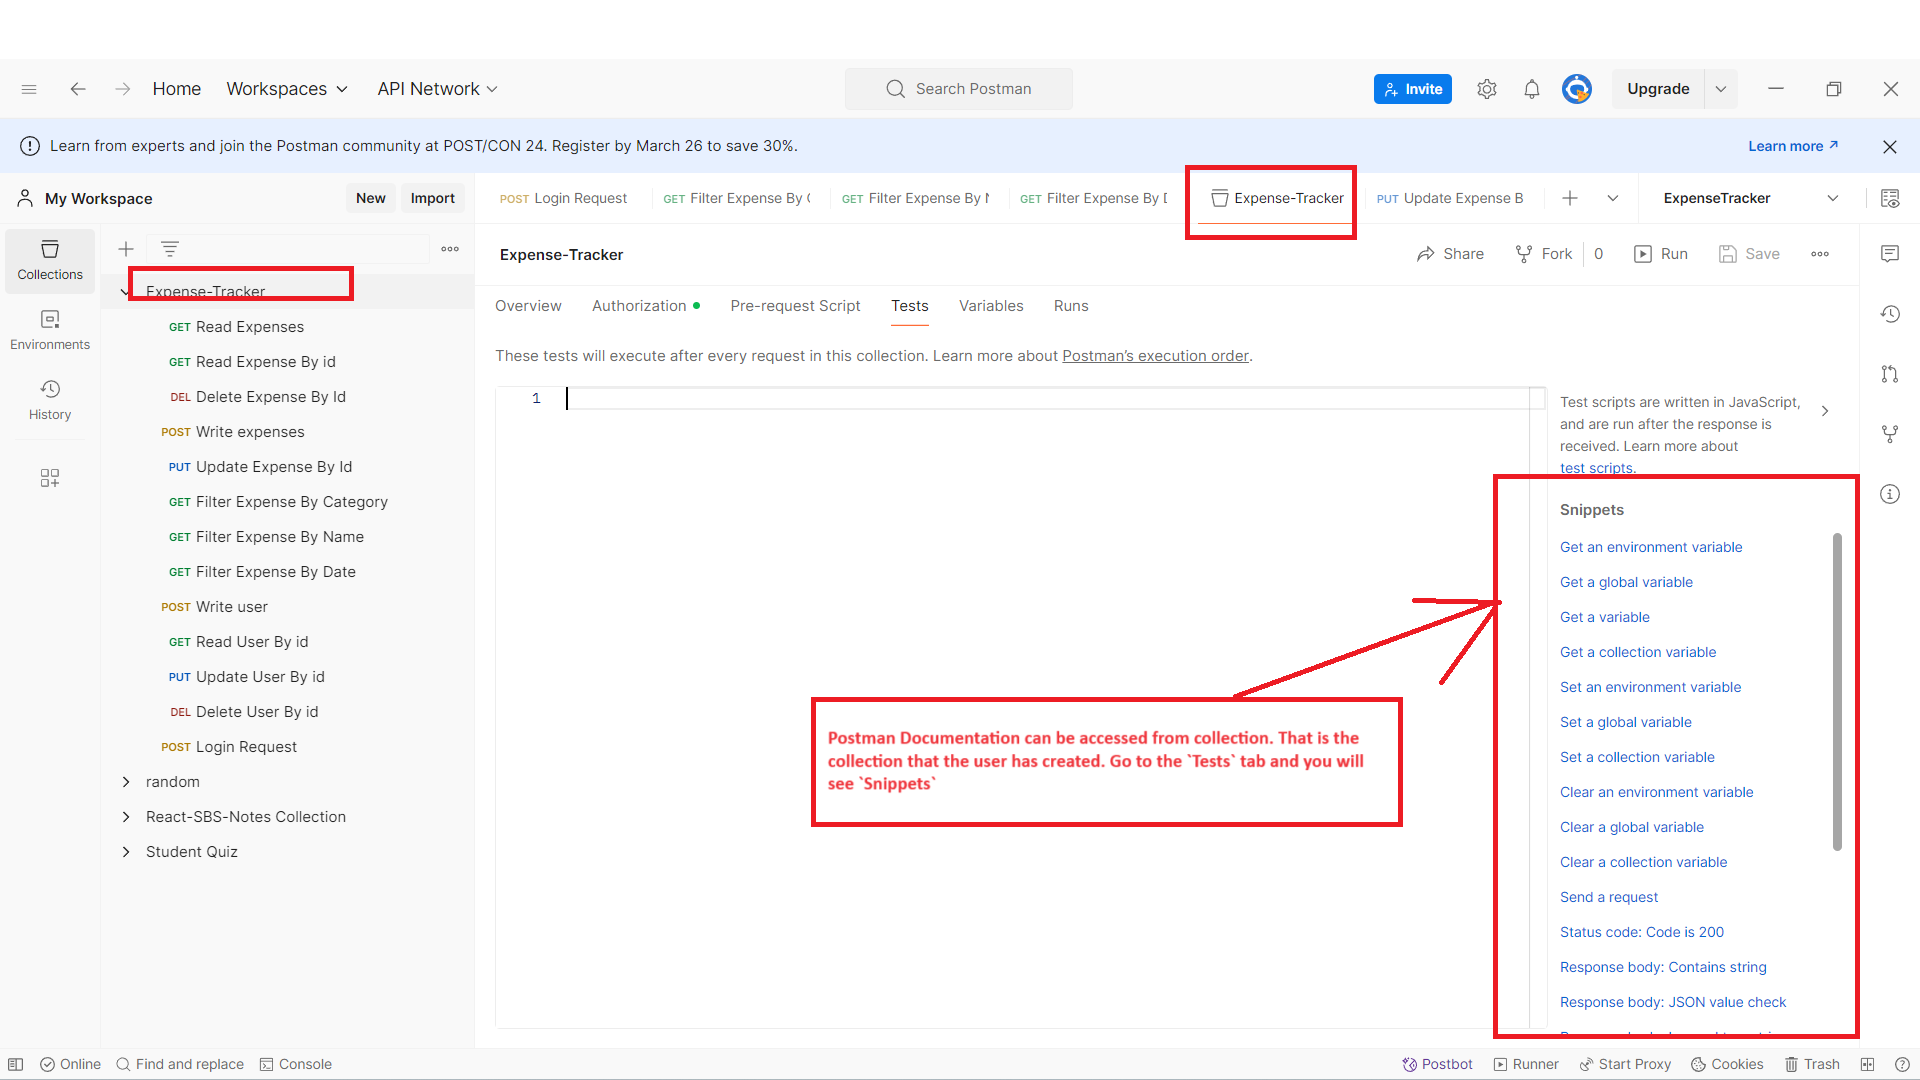 Home Workspaces API Network Search Postman Invite Upgrade
Learn from experts and join the Postman community at POST/CON 24. Register by March 26 to save 30%. Learn more
My Workspace New Import
POST Login Request GET Filter Expense By GET Filter Expense By GET Filter Expense By Expense-Tracker PUT Update Expense B ExpenseTracker
Collections
Environments
History
Expense-Tracker
GET Read Expenses
GET Read Expense By id
DEL Delete Expense By Id
POST Write expenses
PUT Update Expense By Id
GET Filter Expense By Category
GET Filter Expense By Name
GET Filter Expense By Date
POST Write user
GET Read User By id
PUT Update User By id
DEL Delete User By id
POST Login Request
random
React-SBS-Notes Collection
Student Quiz
Expense-Tracker Share Fork 0 Run Save
Overview Authorization Pre-request Script Tests Variables Runs
These tests will execute after every request in this collection. Learn more about Postman's execution order.
1
Postman Documentation can be accessed from collection. That is the
collection that the user has created. Go to the `Tests` tab and you will
see `Snippets`
Test scripts are written in JavaScript,
and are run after the response is
received. Learn more about
test scripts.
Snippets
Get an environment variable
Get a global variable
Get a variable
Get a collection variable
Set an environment variable
Set a global variable
Set a collection variable
Clear an environment variable
Clear a global variable
Clear a collection variable
Send a request
Status code: Code is 200
Response body: Contains string
Response body: JSON value check
Online Find and replace Console Postbot Runner Start Proxy Cookies Trash